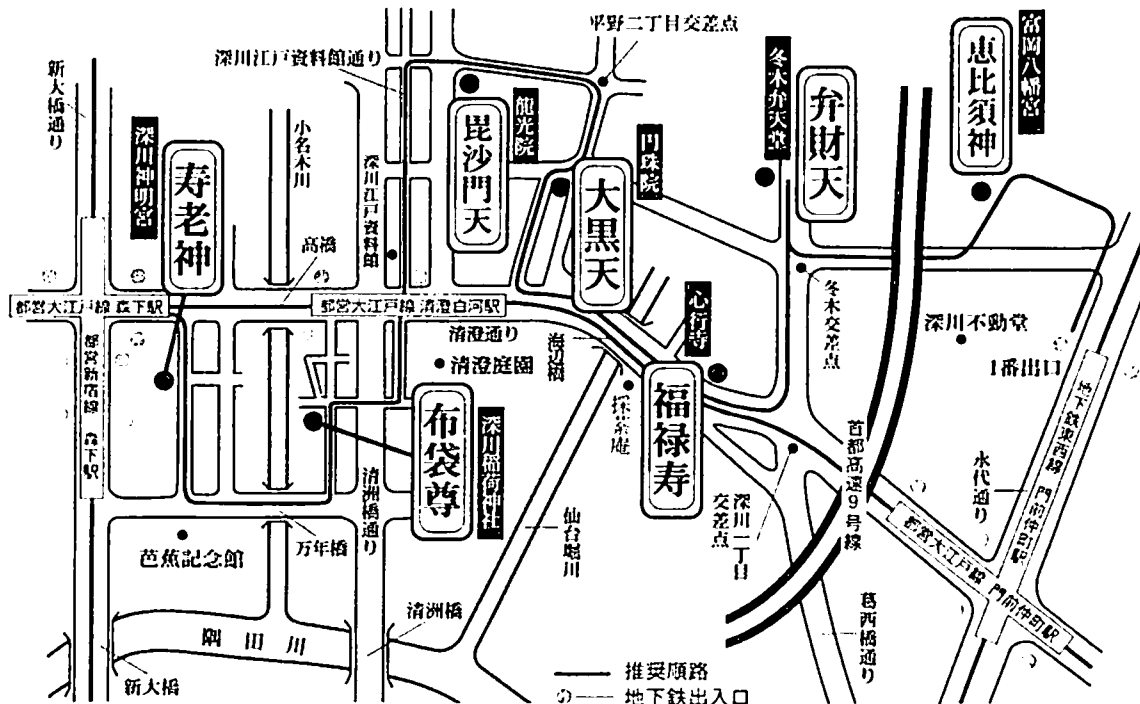 平野二丁目交差点
深川江戸資料館通り
新大橋通り
深川神明宮
寿老神
小名木川
深川江戸資料館
毘沙門天
龍光院
大黒天
円珠院
冬木弁天堂
弁財天
恵比須神
富岡八幡宮
高橋
都営大江戸線 森下駅
都営大江戸線 清澄白河駅
都営新宿線 森下駅
清澄通り
清澄庭園
海辺橋
採荼庵
心行寺
福禄寿
冬木交差点
深川不動堂
1番出口
布袋尊
深川稲荷神社
清洲橋通り
万年橋
芭蕉記念館
仙台堀川
深川一丁目
交差点
首都高速9号線
永代通り
地下鉄東西線 門前仲町駅
都営大江戸線 門前仲町駅
葛西橋通り
清洲橋
隅田川
新大橋
推奨順路
地下鉄出入口